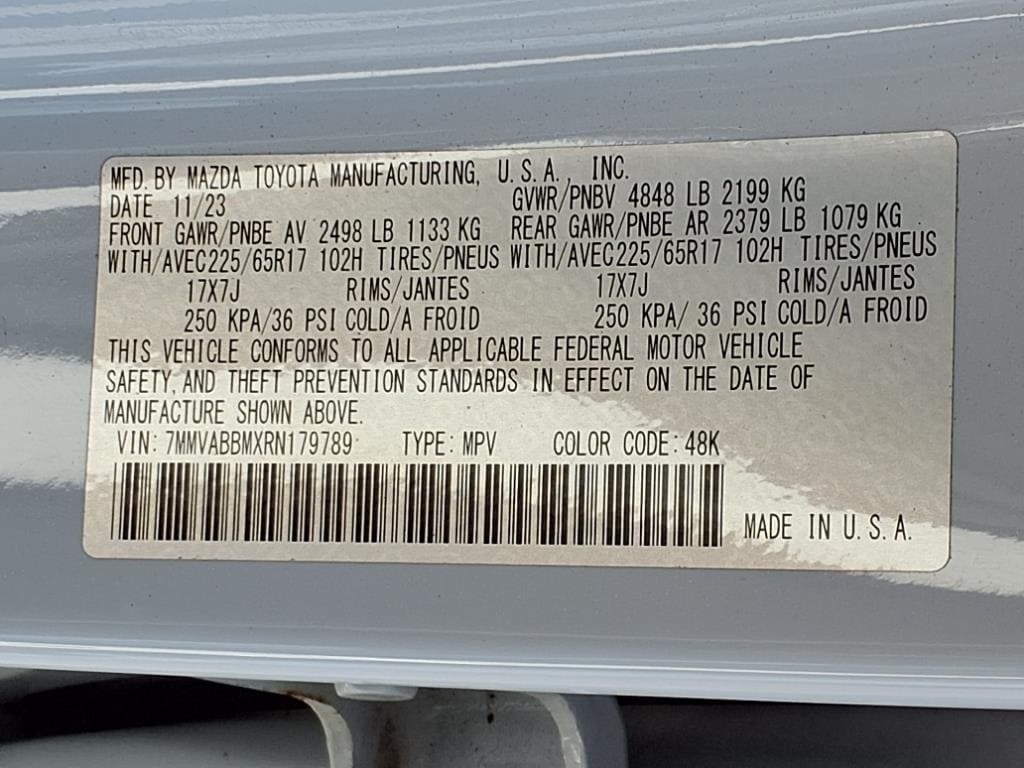 MFD. BY MAZDA TOYOTA MANUFACTURING, U.S.A., INC.
DATE 11/23 GVWR/PNBV 4848 LB 2199 KG
FRONT GAWR/PNBE AV 2498 LB 1133 KG REAR GAWR/PNBE AR 2379 LB 1079 KG
WITH/AVEC225/65R17 102H TIRES/PNEUS WITH/AVEC225/65R17 102H TIRES/PNEUS
17X7J RIMS/JANTES 17X7J RIMS/JANTES
250 KPA/36 PSI COLD/A FROID 250 KPA/ 36 PSI COLD/A FROID
THIS VEHICLE CONFORMS TO ALL APPLICABLE FEDERAL MOTOR VEHICLE
SAFETY, AND THEFT PREVENTION STANDARDS IN EFFECT ON THE DATE OF
MANUFACTURE SHOWN ABOVE.
VIN: 7MMVABBMXRN179789 TYPE: MPV COLOR CODE: 48K
MADE IN U.S.A.